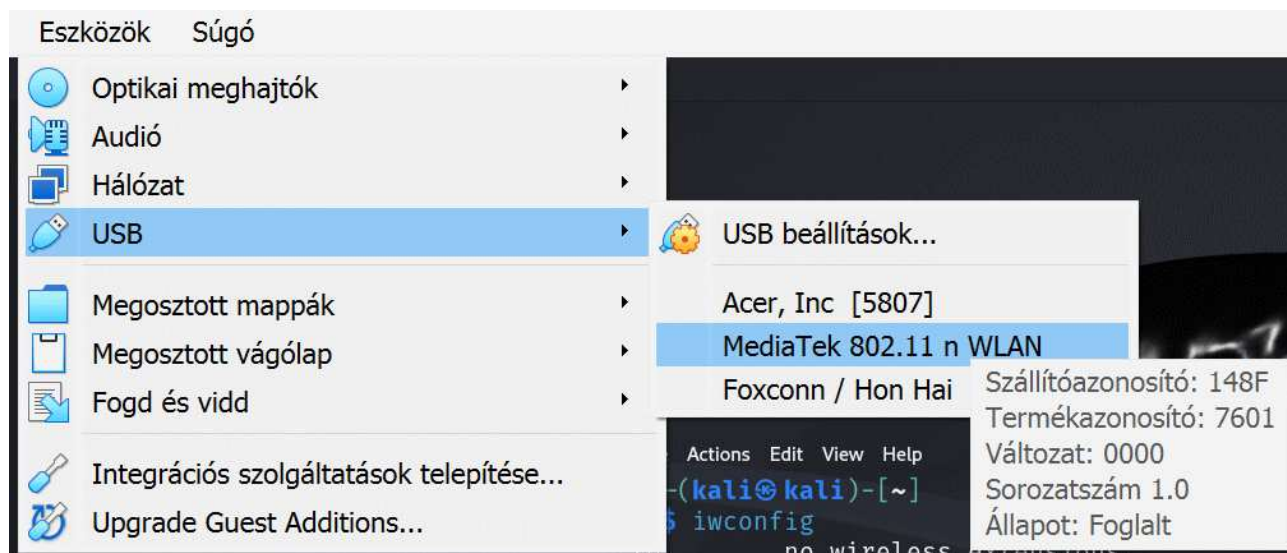 Eszközök Súgó
Optikai meghajtók
Audió
Hálózat
USB
Megosztott mappák
Megosztott vágólap
Fogd és vidd
Integrációs szolgáltatások telepítése...
Upgrade Guest Additions...
USB beállítások...
Acer, Inc [5807]
MediaTek 802.11 n WLAN
Foxconn / Hon Hai
Szállítóazonosító: 148F
Termékazonosító: 7601
Változat: 0000
Sorozatszám 1.0
Állapot: Foglalt
Actions Edit View Help
-(kali㉿kali)-[~]
$ iwconfig
no wireless